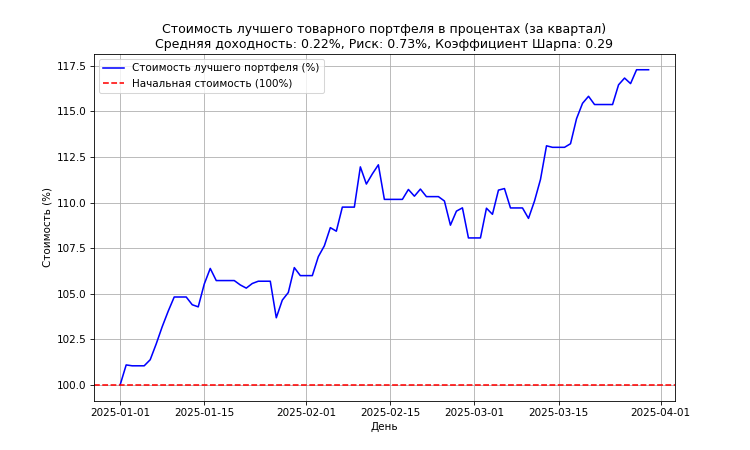 Стоимость лучшего товарного портфеля в процентах (за квартал)
Средняя доходность: 0.22%, Риск: 0.73%, Коэффициент Шарпа: 0.29
Стоимость лучшего портфеля (%)
Начальная стоимость (100%)
Стоимость (%)
117.5
115.0
112.5
110.0
107.5
105.0
102.5
100.0
2025-01-01 2025-01-15 2025-02-01 2025-02-15 2025-03-01 2025-03-15 2025-04-01
День